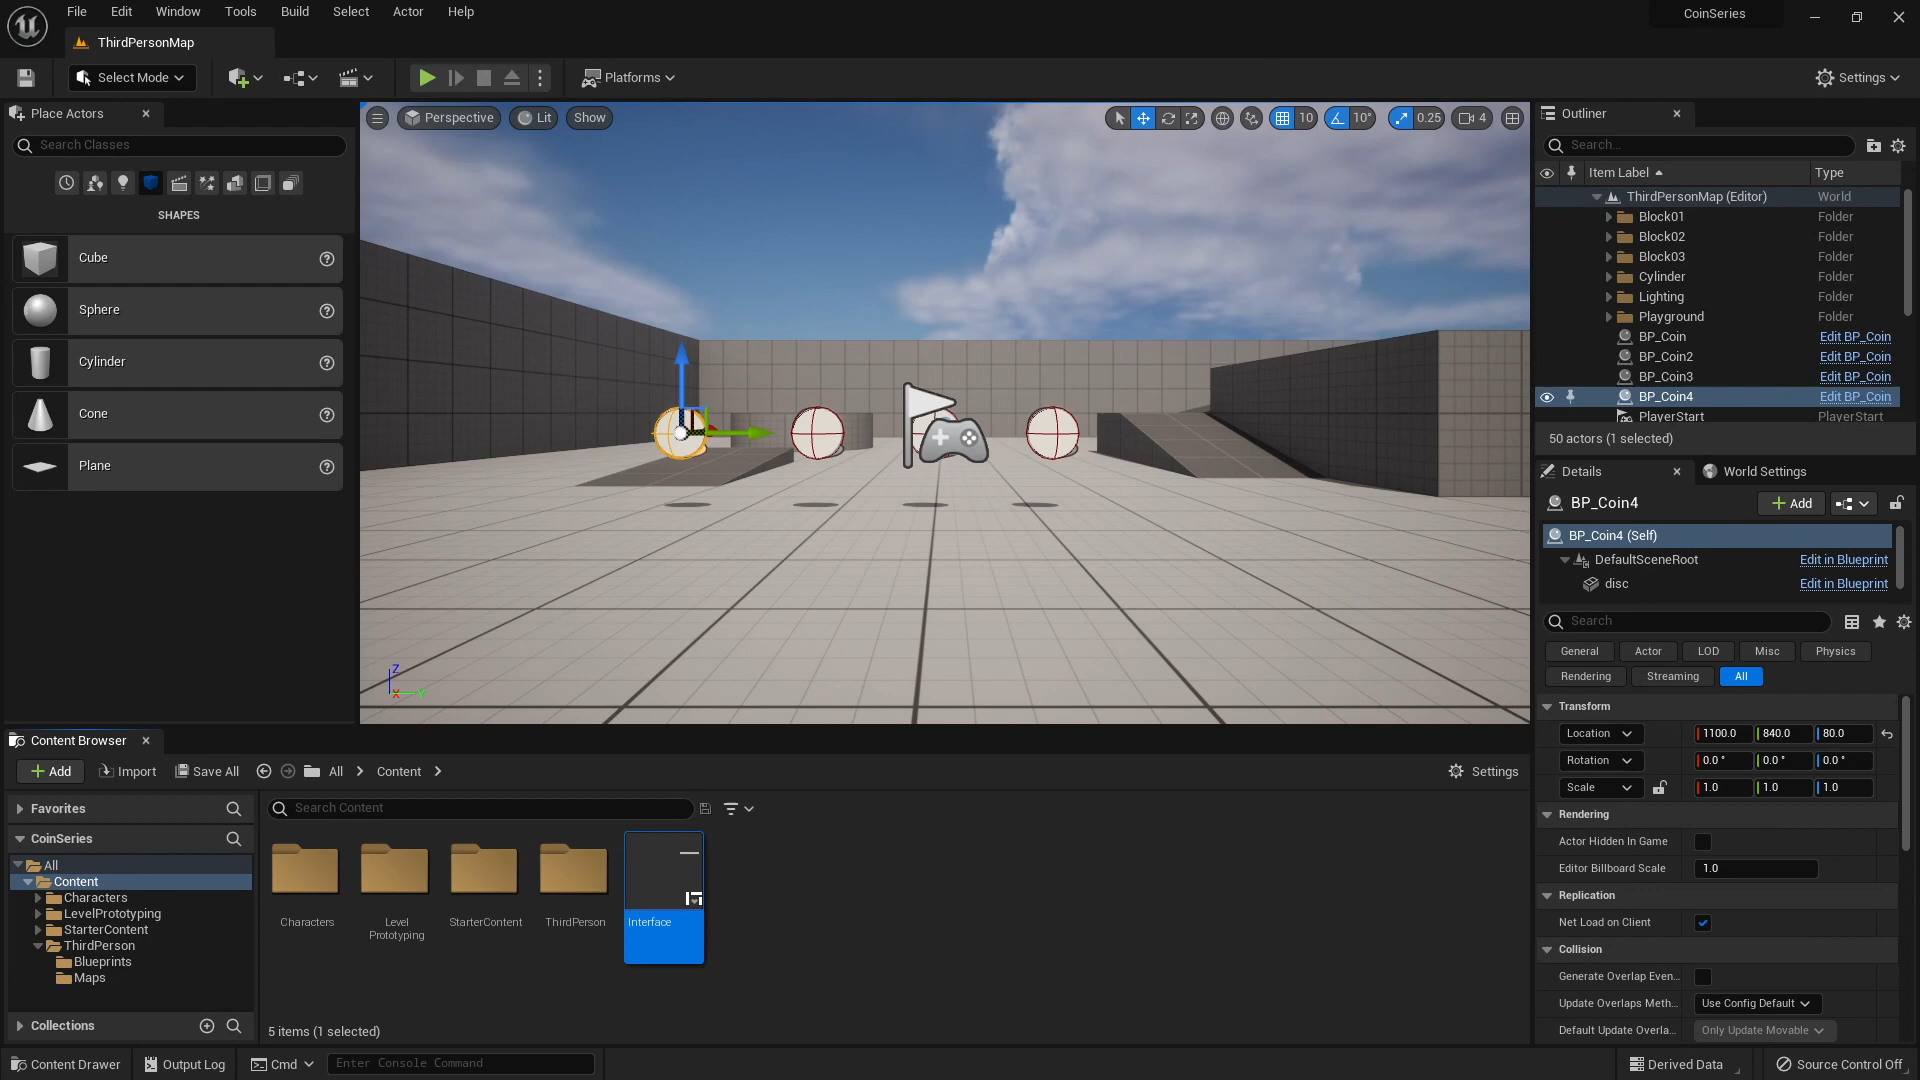 File Edit Window Tools Build Select Actor Help
CoinSeries
ThirdPersonMap
Select Mode
Platforms
Settings
Place Actors
Search Classes
SHAPES
Cube
Sphere
Cylinder
Cone
Plane
Perspective Lit Show
10 10° 0.25 4
X Y Z
Outliner
Search...
Item Label Type
ThirdPersonMap (Editor) World
Block01 Folder
Block02 Folder
Block03 Folder
Cylinder Folder
Lighting Folder
Playground Folder
BP_Coin Edit BP_Coin
BP_Coin2 Edit BP_Coin
BP_Coin3 Edit BP_Coin
BP_Coin4 Edit BP_Coin
PlayerStart PlayerStart
50 actors (1 selected)
Details World Settings
BP_Coin4 Add
BP_Coin4 (Self)
DefaultSceneRoot Edit in Blueprint
disc Edit in Blueprint
Search
General Actor LOD Misc Physics
Rendering Streaming All
Transform
Location 1100.0 840.0 80.0
Rotation 0.0 ° 0.0 ° 0.0 °
Scale 1.0 1.0 1.0
Rendering
Actor Hidden In Game
Editor Billboard Scale 1.0
Replication
Net Load on Client
Collision
Generate Overlap Even...
Update Overlaps Meth... Use Config Default
Default Update Overla... Only Update Movable
Content Browser
Add Import Save All All Content Settings
Favorites
CoinSeries
All
Content
Characters
LevelPrototyping
StarterContent
ThirdPerson
Blueprints
Maps
Collections
Search Content
Characters
Level
Prototyping
StarterContent
ThirdPerson
Interface
5 items (1 selected)
Content Drawer Output Log Cmd Enter Console Command Derived Data Source Control Off